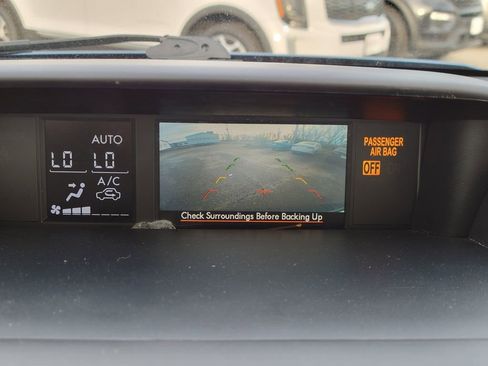 AUTO
LO LO
A/C
Check Surroundings Before Backing Up
PASSENGER
AIR BAG
OFF